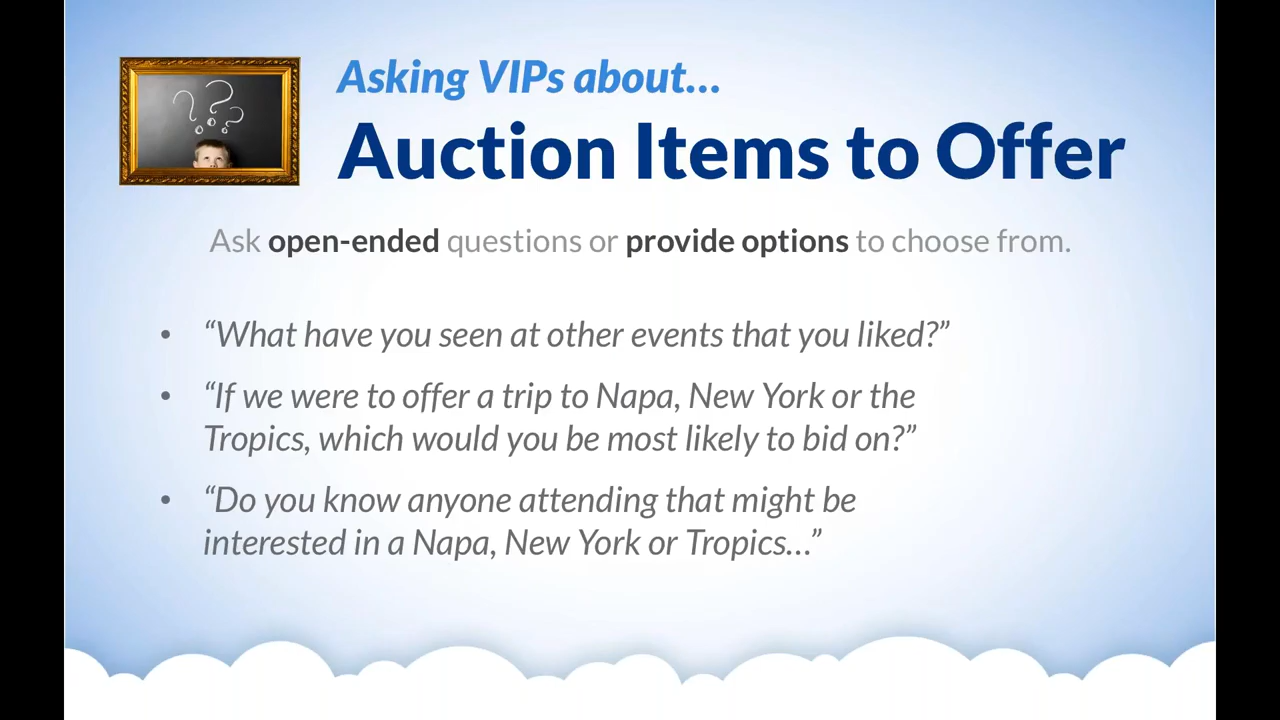 Asking VIPs about...
Auction Items to Offer
Ask open-ended questions or provide options to choose from.
• “What have you seen at other events that you liked?”
• “If we were to offer a trip to Napa, New York or the
Tropics, which would you be most likely to bid on?”
• “Do you know anyone attending that might be
interested in a Napa, New York or Tropics...”